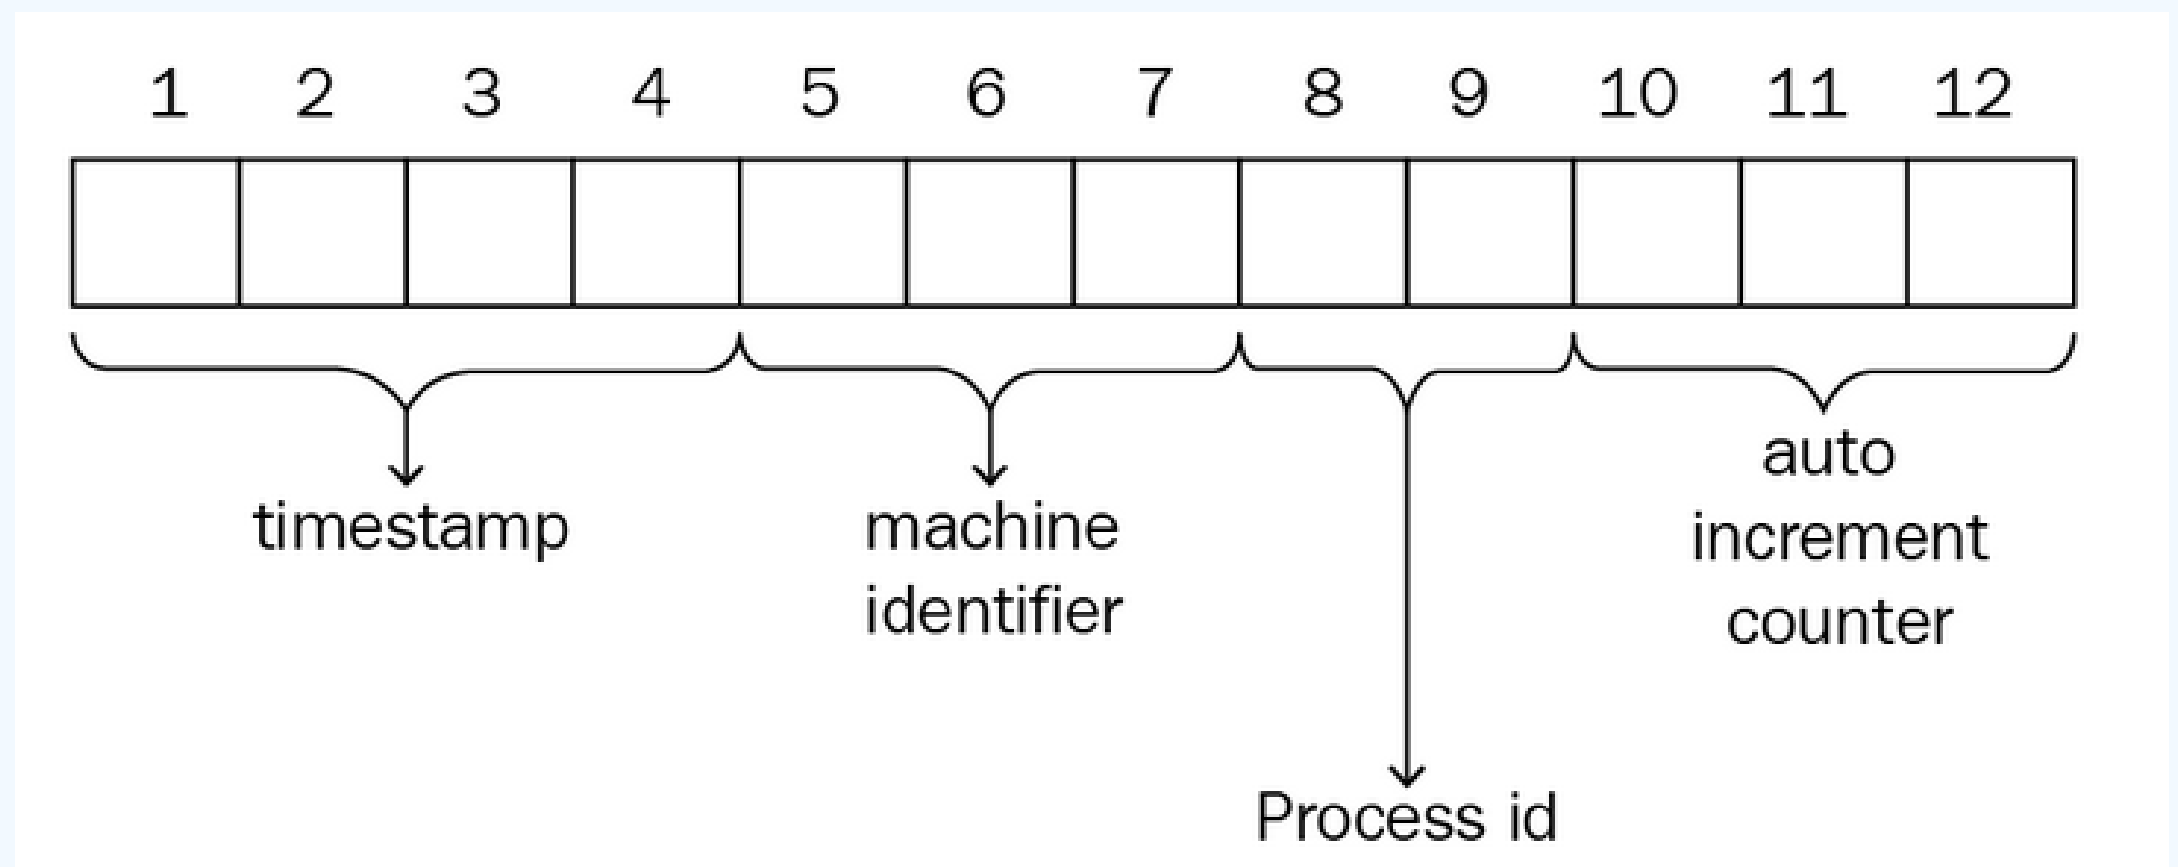 1 2 3 4 5 6 7 8 9 10 11 12
timestamp
machine
identifier
Process id
auto
increment
counter